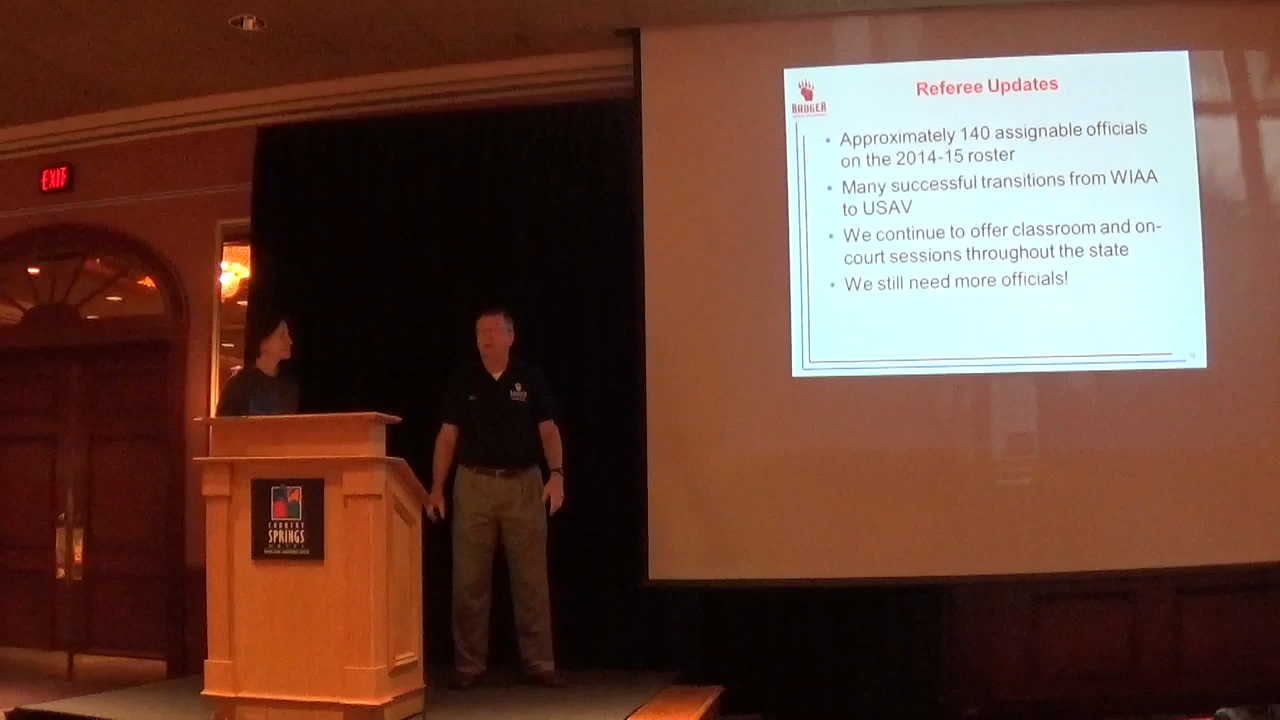 EXIT
BADGER
Referee Updates
Approximately 140 assignable officials
on the 2014-15 roster
Many successful transitions from WIAA
to USAV
We continue to offer classroom and on-
court sessions throughout the state
We still need more officials!
COUNTRY
SPRINGS
HOTEL